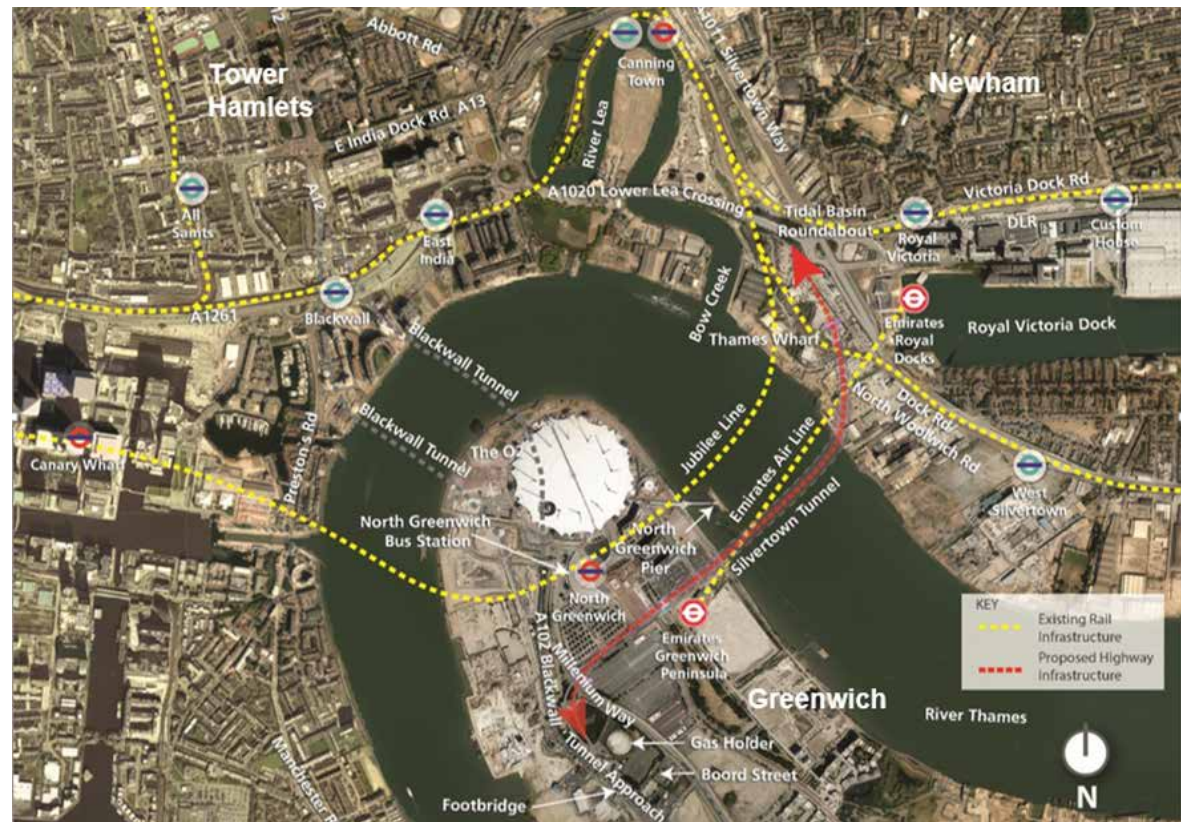 Abbott Rd
A12
A1011 Silvertown Way
Canning
Town
Tower
Hamlets
Newham
E India Dock Rd A13
River Lea
A12
A1020 Lower Lea Crossing
Victoria Dock Rd
All
Saints
East
India
Tidal Basin
Roundabout
Royal
Victoria
DLR
Custom
House
Bow Creek
A1261
Blackwall
Blackwall Tunnel
Thames Wharf
Emirates
Royal
Docks
Royal Victoria Dock
Preston's Rd
Blackwall Tunnel
Dock Rd
North Woolwich Rd
Canary Wharf
The O2
Jubilee Line
Emirates Air Line
West
Silvertown
Silvertown Tunnel
North Greenwich
Bus Station
North
Greenwich
Pier
North
Greenwich
Emirates
Greenwich
Peninsula
KEY
Existing Rail
Infrastructure
Proposed Highway
Infrastructure
A102 Blackwall
Tunnel Approach
Millenium Way
Greenwich
River Thames
Gas Holder
Boord Street
Footbridge
N